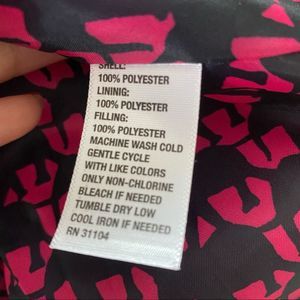 SHELL:
100% POLYESTER
LINING:
100% POLYESTER
FILLING:
100% POLYESTER
MACHINE WASH COLD
GENTLE CYCLE
WITH LIKE COLORS
ONLY NON-CHLORINE
BLEACH IF NEEDED
TUMBLE DRY LOW
COOL IRON IF NEEDED
RN 31104